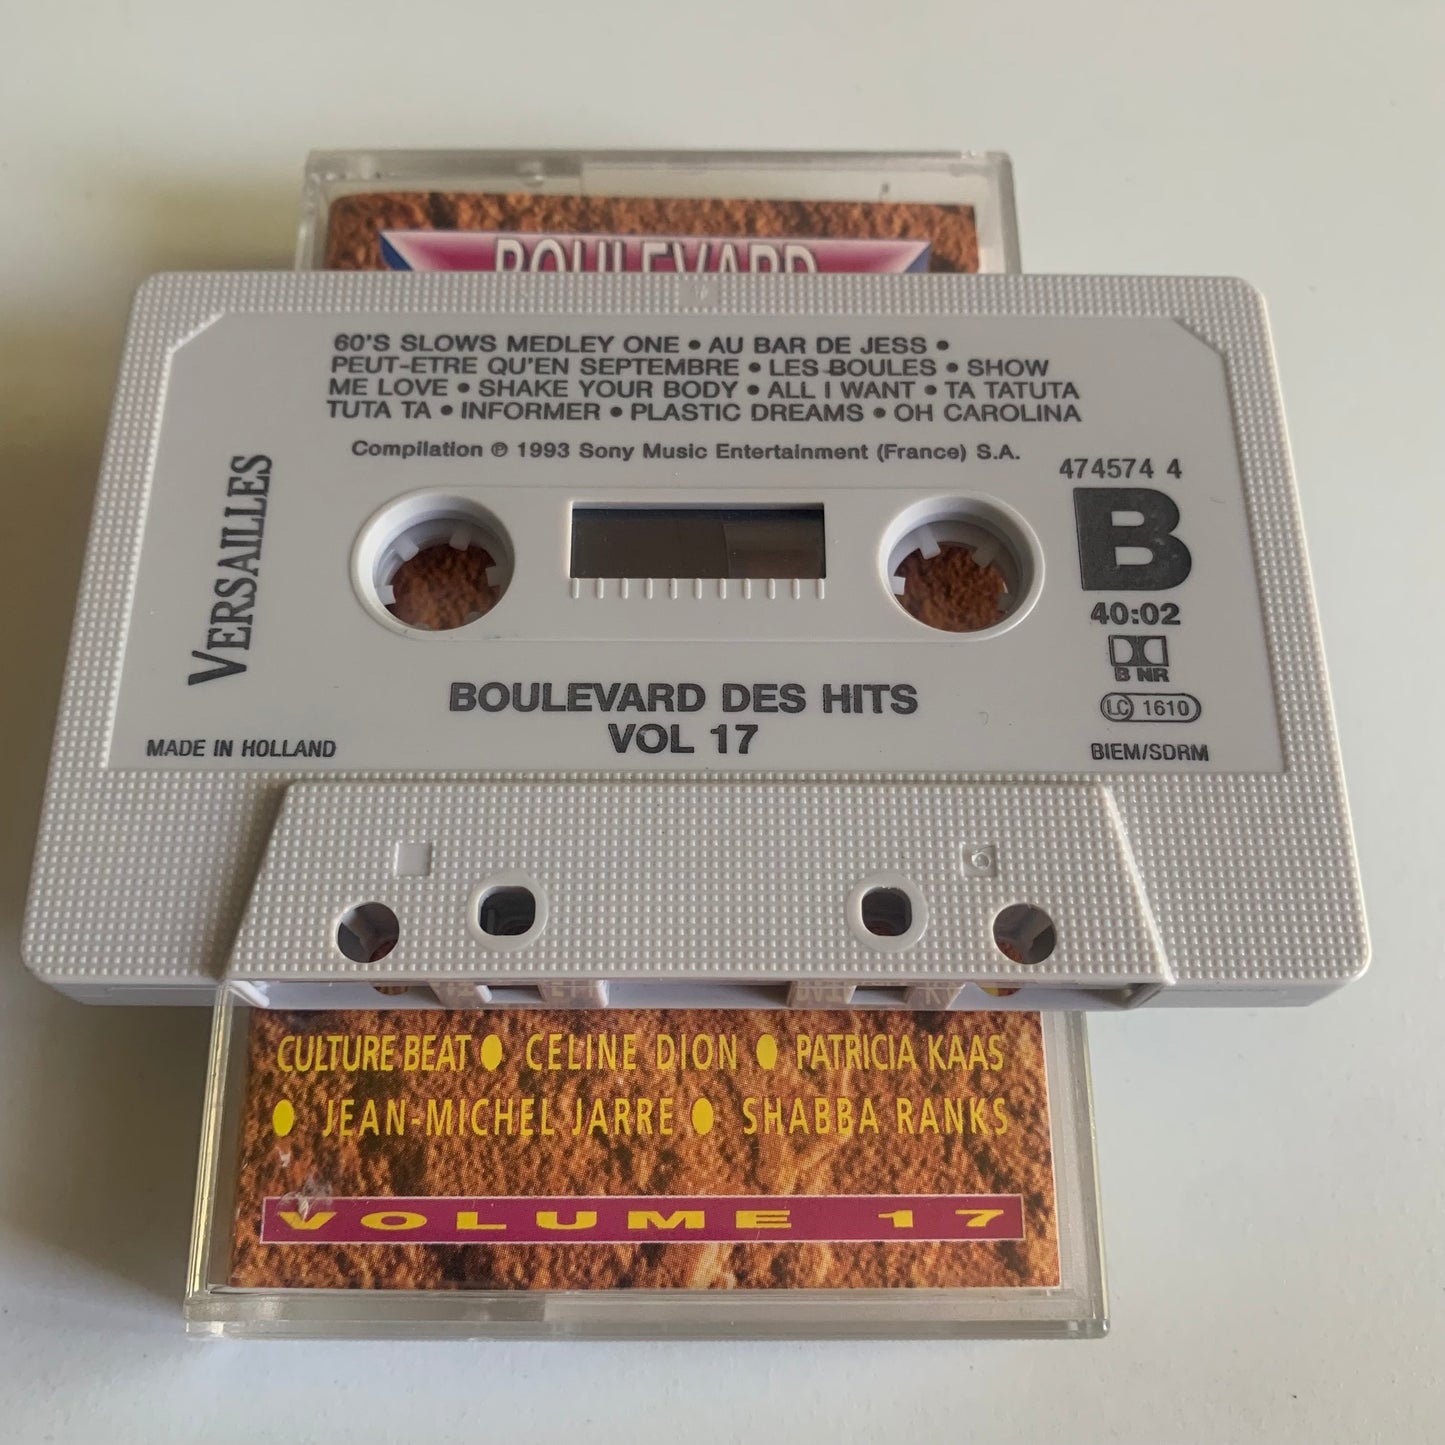 BOULEVARD
60'S SLOWS MEDLEY ONE • AU BAR DE JESS •
PEUT-ETRE QU'EN SEPTEMBRE • LES BOULES • SHOW
ME LOVE • SHAKE YOUR BODY • ALL I WANT • TA TATUTA
TUTA TA • INFORMER • PLASTIC DREAMS • OH CAROLINA
Compilation ℗ 1993 Sony Music Entertainment (France) S.A.
474574 4
VERSAILLES
B
40:02
B NR
LC 1610
BOULEVARD DES HITS
VOL 17
MADE IN HOLLAND
BIEM/SDRM
CULTURE BEAT ● CELINE DION ● PATRICIA KAAS
● JEAN-MICHEL JARRE ● SHABBA RANKS
VOLUME 17